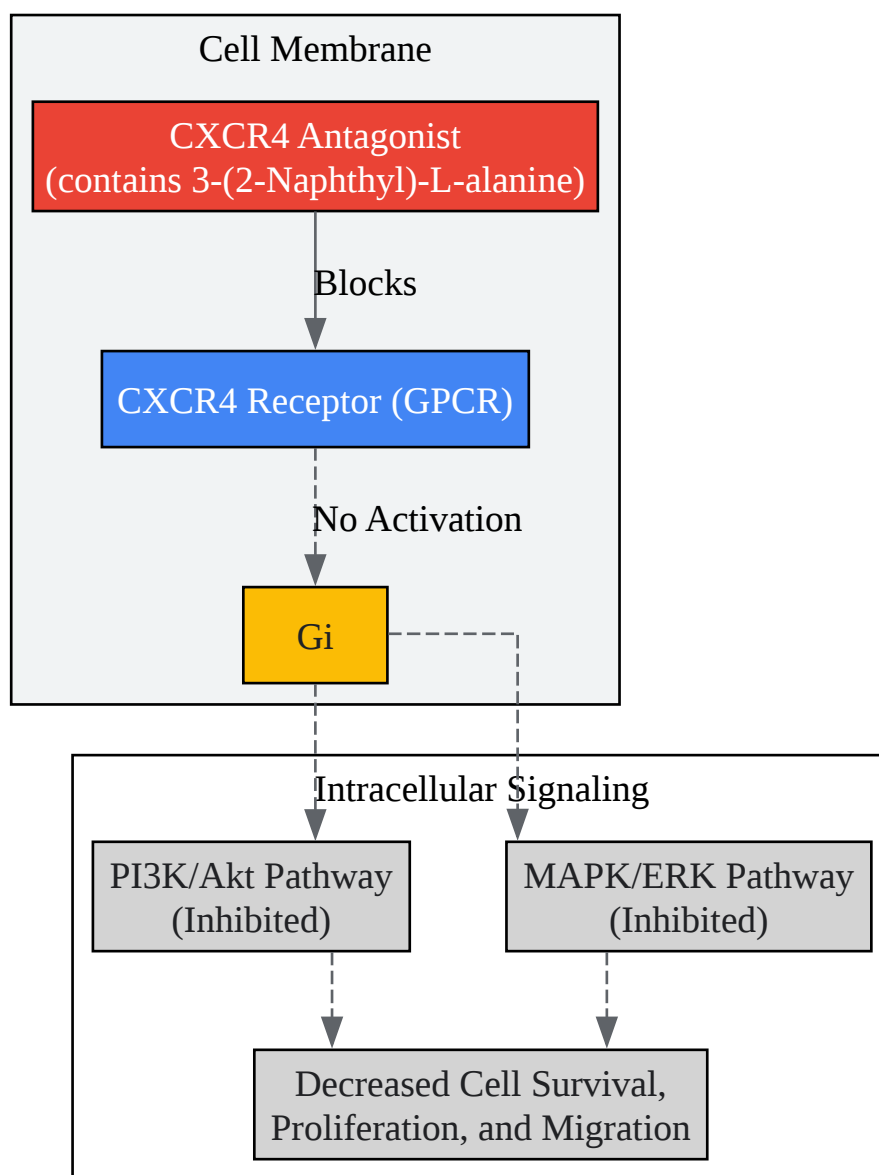 Cell Membrane
CXCR4 Antagonist
(contains 3-(2-Naphthyl)-L-alanine)
Blocks
CXCR4 Receptor (GPCR)
No Activation
Gi
Intracellular Signaling
PI3K/Akt Pathway
(Inhibited)
MAPK/ERK Pathway
(Inhibited)
Decreased Cell Survival,
Proliferation, and Migration